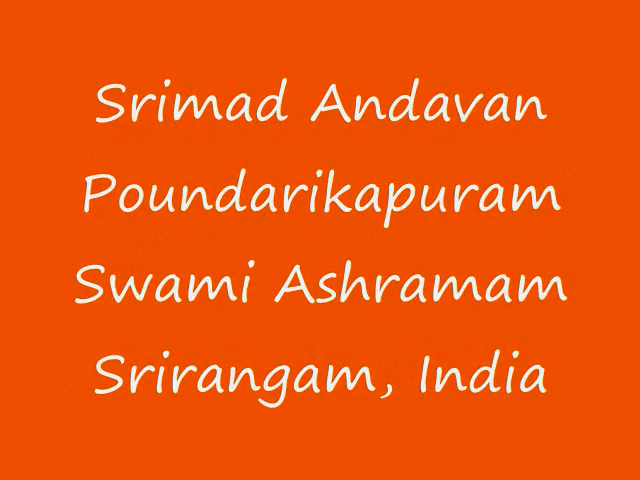 Srimad Andavan
Poundarikapuram
Swami Ashramam
Srirangam, India